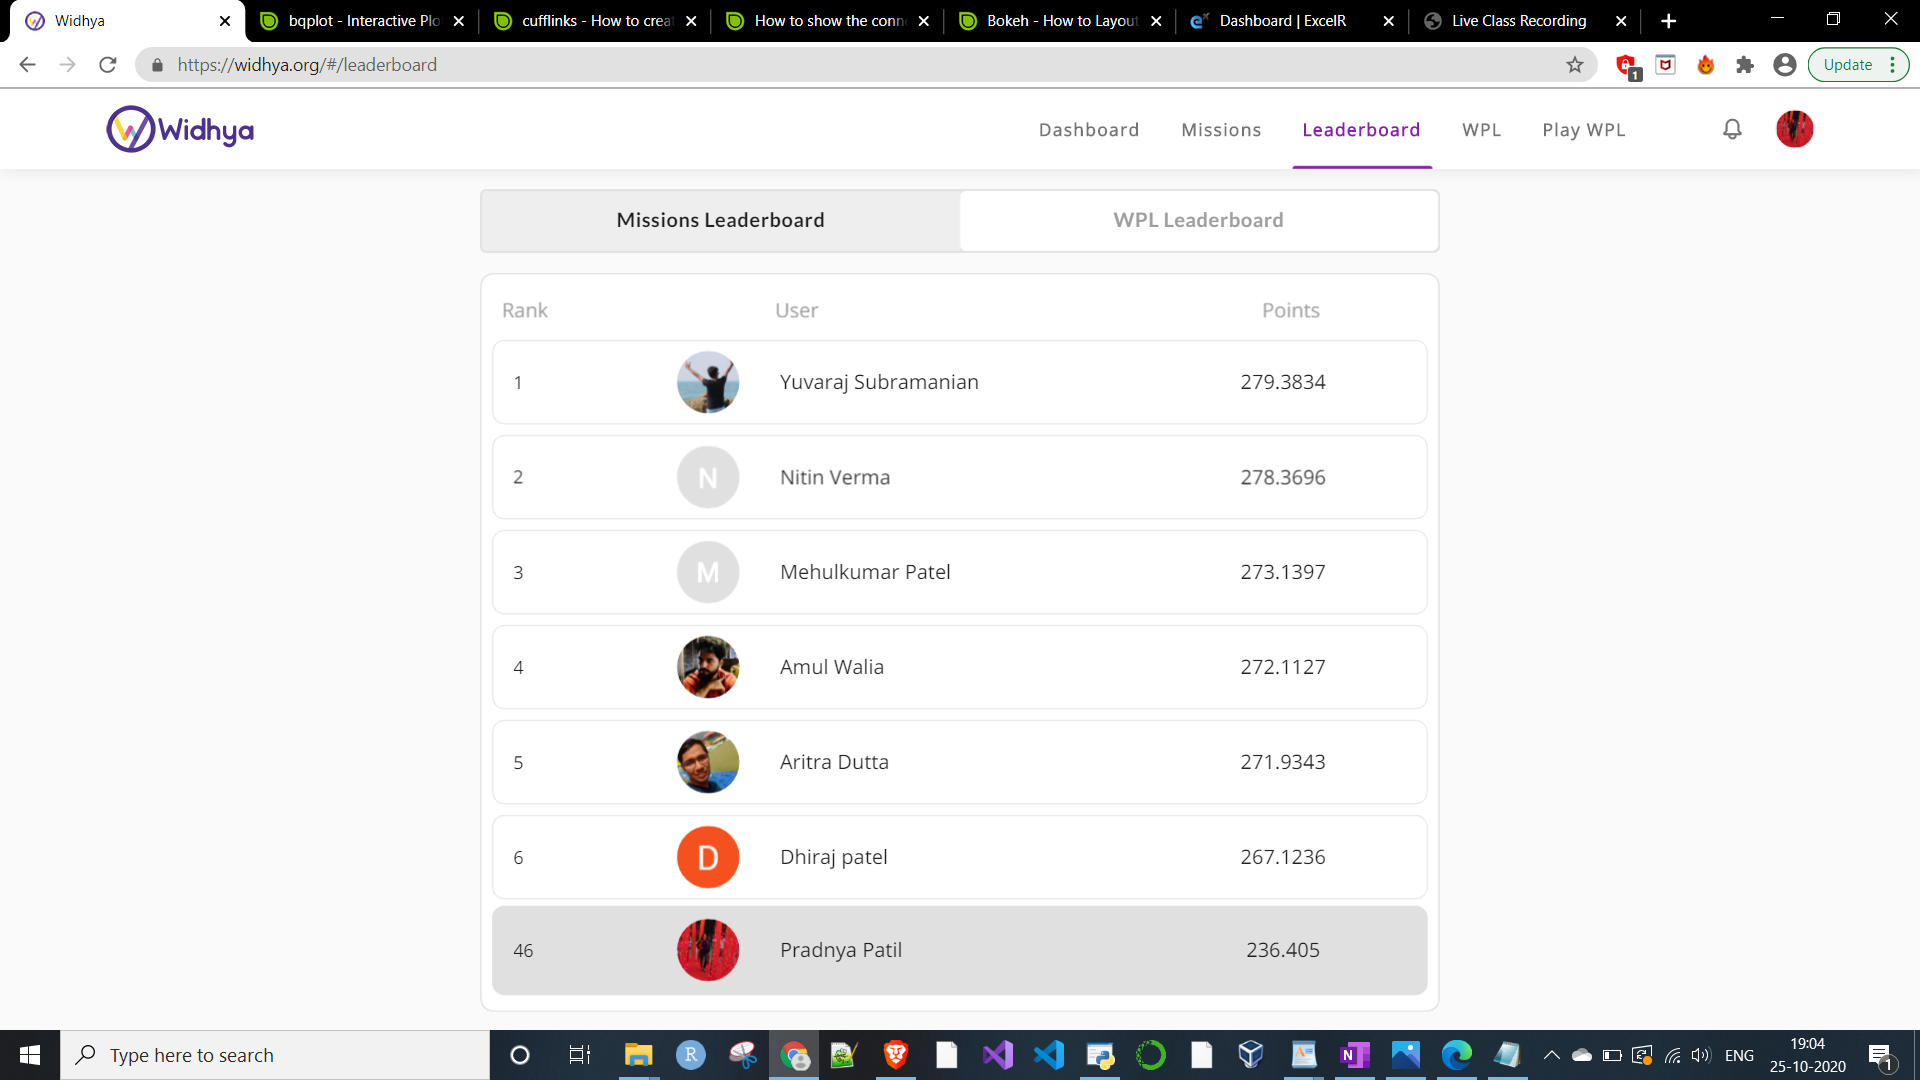 Widhya
bqplot - Interactive Plo
cufflinks - How to creat
How to show the conne
Bokeh - How to Layout
Dashboard | ExcelR
Live Class Recording
https://widhya.org/#/leaderboard
1
Update
Widhya
Dashboard
Missions
Leaderboard
WPL
Play WPL
Missions Leaderboard
WPL Leaderboard
Rank User Points
1 Yuvaraj Subramanian 279.3834
2 N Nitin Verma 278.3696
3 M Mehulkumar Patel 273.1397
4 Amul Walia 272.1127
5 Aritra Dutta 271.9343
6 D Dhiraj patel 267.1236
46 Pradnya Patil 236.405
Type here to search
R
N
ENG
19:04
25-10-2020
1